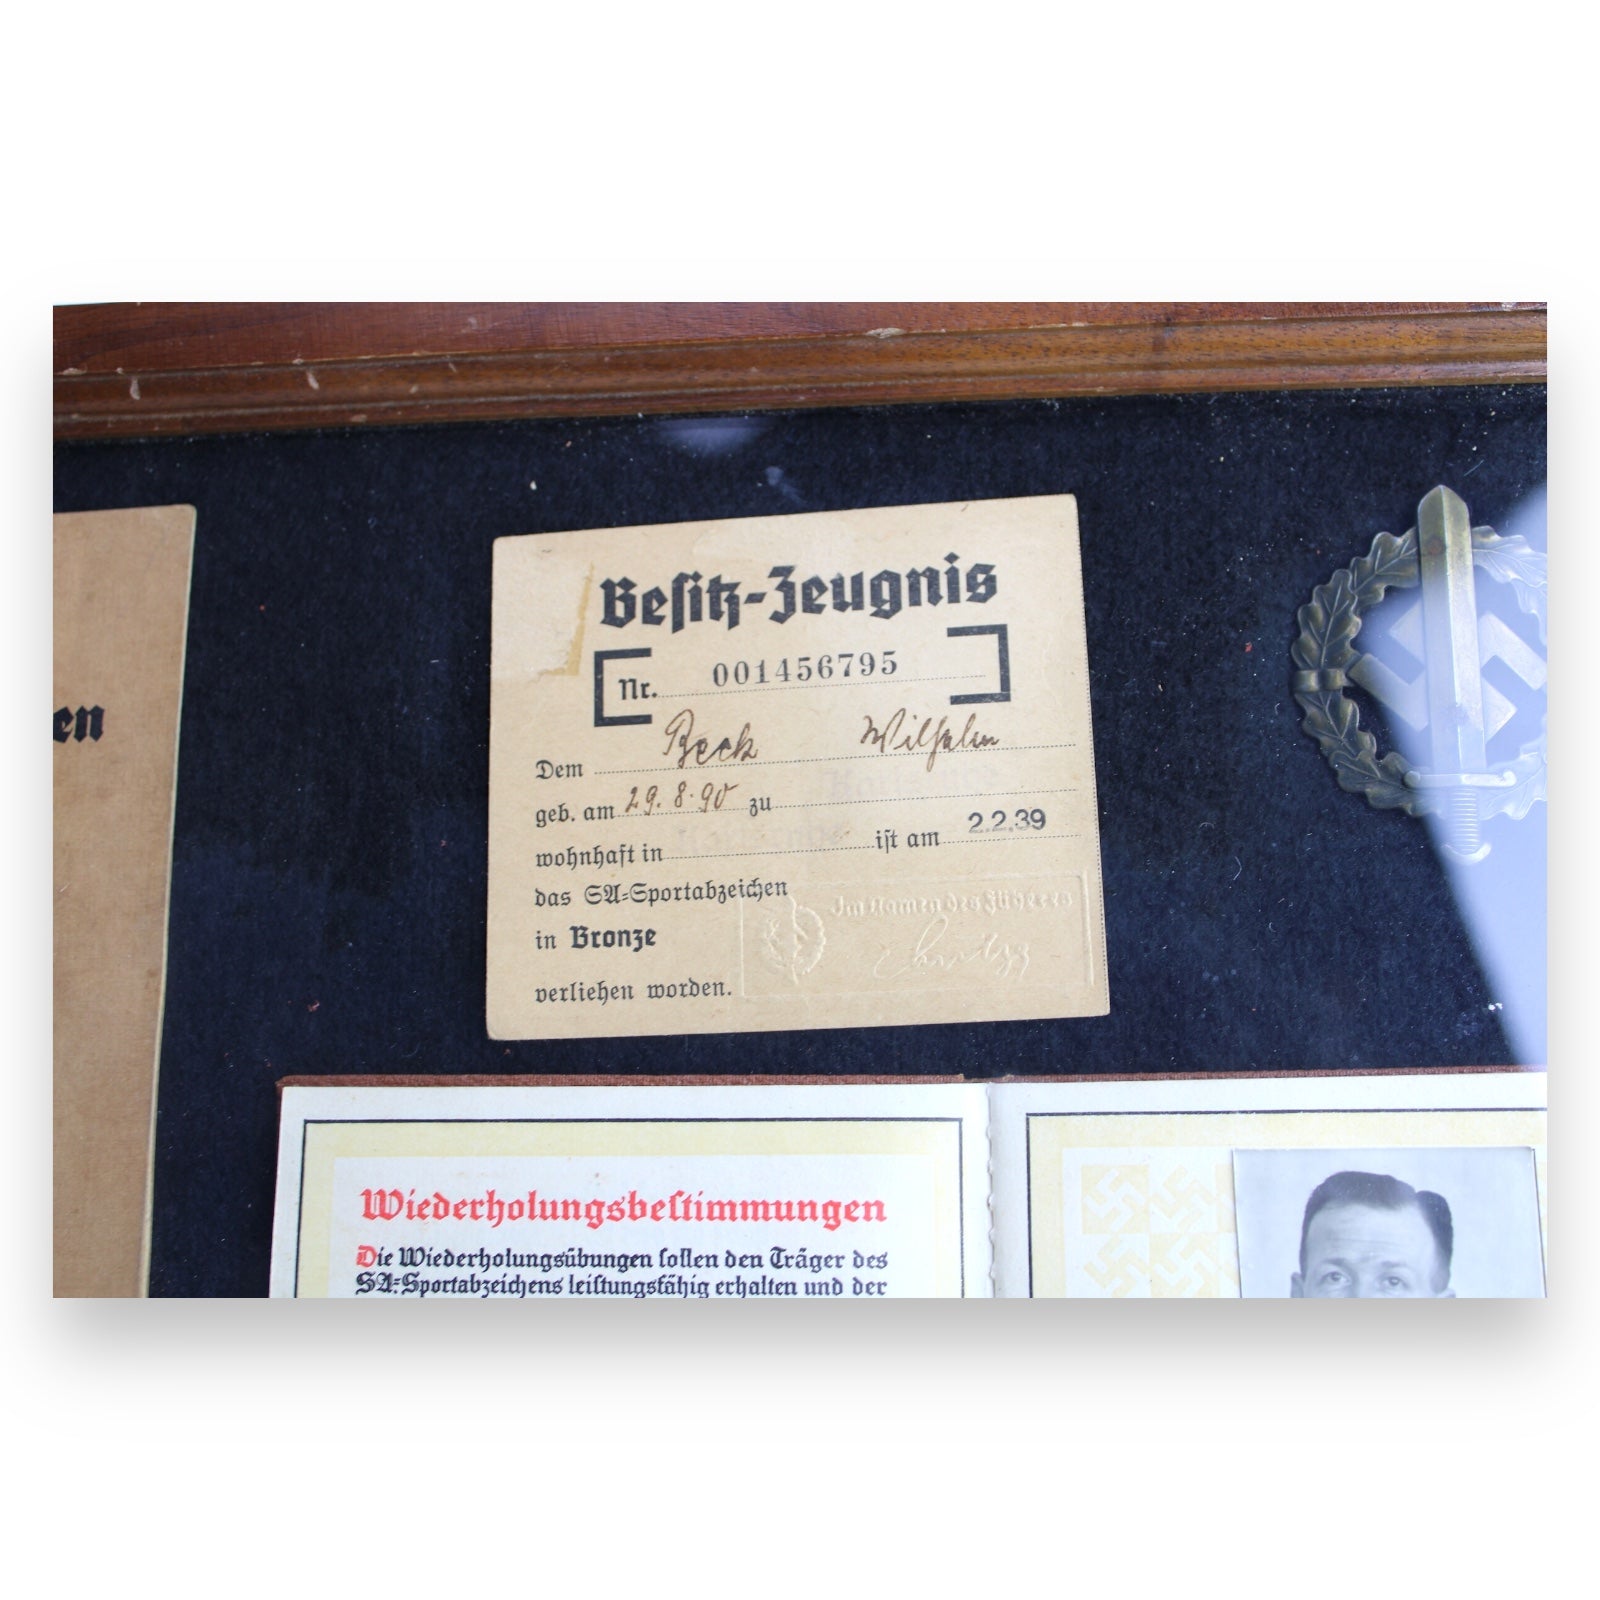 en
Besitz-Zeugnis
Nr. 001456795
Dem Beck Wilhelm
geb. am 29. 8. 90 zu
wohnhaft in ist am 2.2.39
das SA-Sportabzeichen
in Bronze
verliehen worden.
Im Namen des Führers
Wiederholungsbestimmungen
Die Wiederholungsübungen sollen den Träger des
SA-Sportabzeichens leistungsfähig erhalten und der